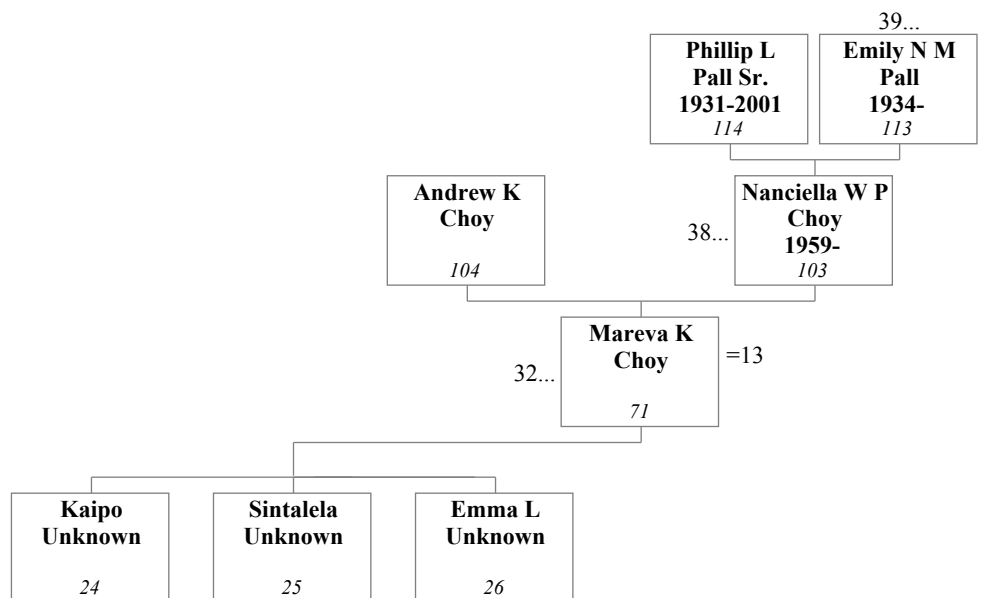 39...
Phillip L
Pall Sr.
1931-2001
114
Emily N M
Pall
1934-
113
Andrew K
Choy
104
38...
Nanciella W P
Choy
1959-
103
32...
Mareva K
Choy
71
=13
Kaipo
Unknown
24
Sintalela
Unknown
25
Emma L
Unknown
26